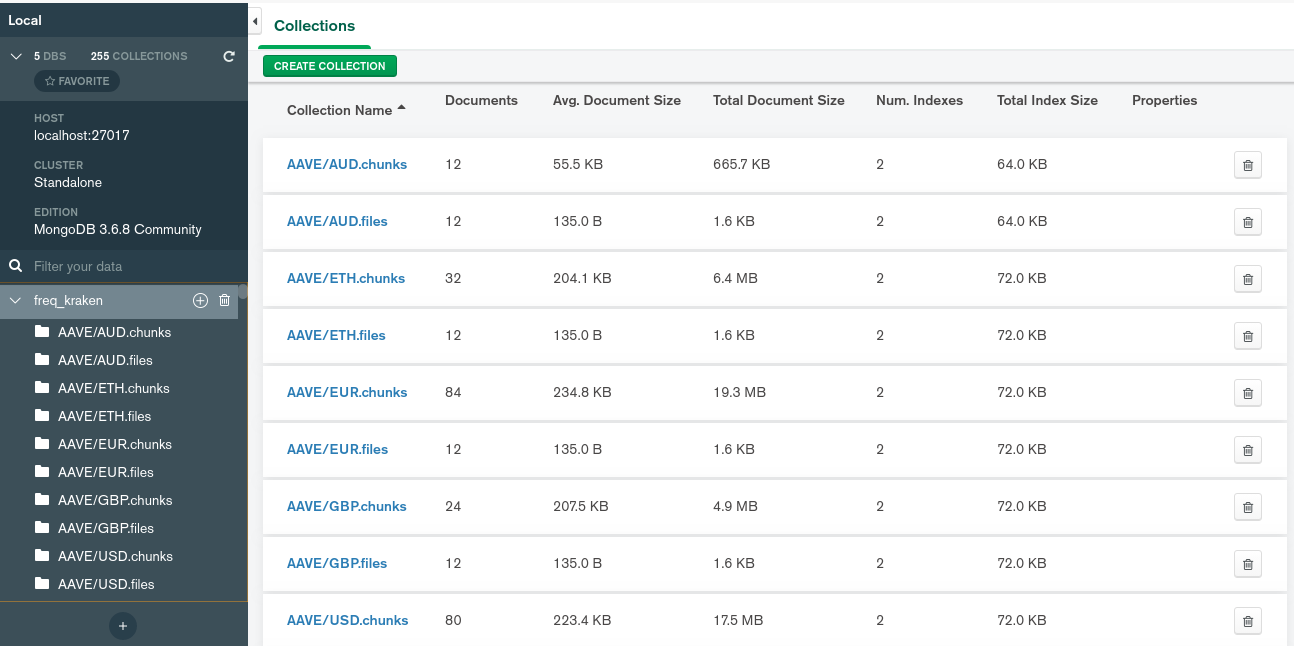 Local
5 DBS 255 COLLECTIONS
FAVORITE
HOST
localhost:27017
CLUSTER
Standalone
EDITION
MongoDB 3.6.8 Community
Filter your data
freq_kraken
AAVE/AUD.chunks
AAVE/AUD.files
AAVE/ETH.chunks
AAVE/ETH.files
AAVE/EUR.chunks
AAVE/EUR.files
AAVE/GBP.chunks
AAVE/GBP.files
AAVE/USD.chunks
AAVE/USD.files
+
Collections
CREATE COLLECTION
Collection Name Documents Avg. Document Size Total Document Size Num. Indexes Total Index Size Properties
AAVE/AUD.chunks 12 55.5 KB 665.7 KB 2 64.0 KB
AAVE/AUD.files 12 135.0 B 1.6 KB 2 64.0 KB
AAVE/ETH.chunks 32 204.1 KB 6.4 MB 2 72.0 KB
AAVE/ETH.files 12 135.0 B 1.6 KB 2 72.0 KB
AAVE/EUR.chunks 84 234.8 KB 19.3 MB 2 72.0 KB
AAVE/EUR.files 12 135.0 B 1.6 KB 2 72.0 KB
AAVE/GBP.chunks 24 207.5 KB 4.9 MB 2 72.0 KB
AAVE/GBP.files 12 135.0 B 1.6 KB 2 72.0 KB
AAVE/USD.chunks 80 223.4 KB 17.5 MB 2 72.0 KB